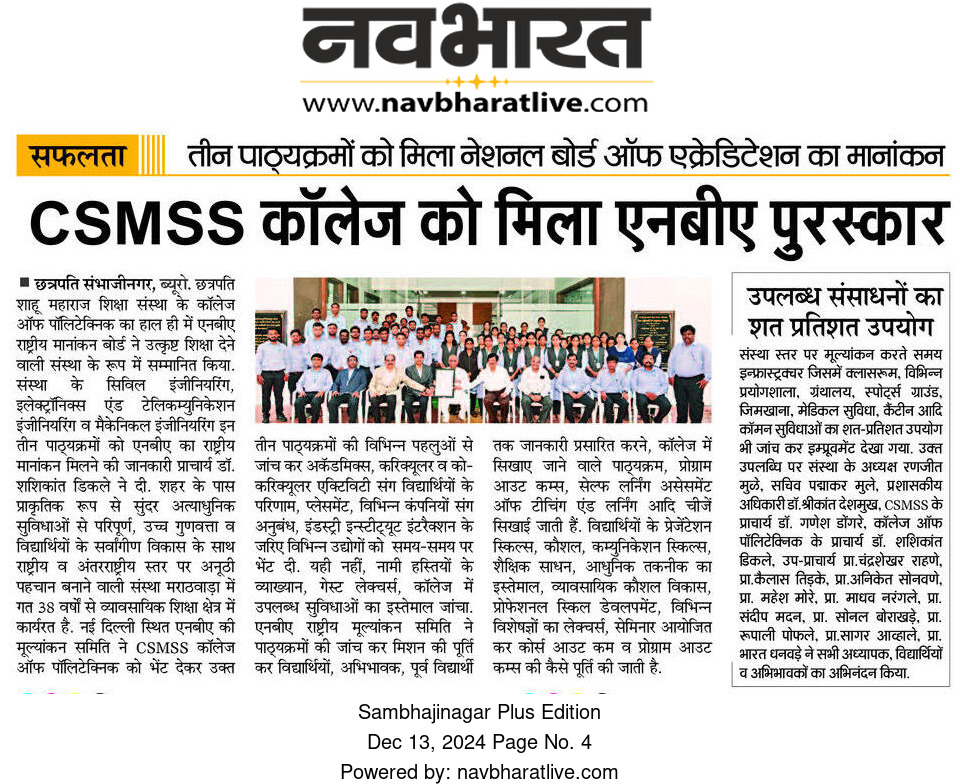 नवभारत
www.navbharatlive.com
सफलता
तीन पाठ्यक्रमों को मिला नेशनल बोर्ड ऑफ एक्रेडिटेशन का मानांकन
CSMSS कॉलेज को मिला एनबीए पुरस्कार
■ छत्रपति संभाजीनगर, ब्यूरो. छत्रपति
शाहू महाराज शिक्षा संस्था के कॉलेज
ऑफ पॉलिटेक्निक का हाल ही में एनबीए
राष्ट्रीय मानांकन बोर्ड ने उत्कृष्ट शिक्षा देने
वाली संस्था के रूप में सम्मानित किया.
संस्था के सिविल इंजीनियरिंग,
इलेक्ट्रॉनिक्स एंड टेलिकम्युनिकेशन
इंजीनियरिंग व मैकेनिकल इंजीनियरिंग इन
तीन पाठ्यक्रमों को एनबीए का राष्ट्रीय
मानांकन मिलने की जानकारी प्राचार्य डॉ.
शशिकांत डिकले ने दी. शहर के पास
प्राकृतिक रूप से सुंदर अत्याधुनिक
सुविधाओं से परिपूर्ण, उच्च गुणवत्ता व
विद्यार्थियों के सर्वांगीण विकास के साथ
राष्ट्रीय व अंतरराष्ट्रीय स्तर पर अनूठी
पहचान बनाने वाली संस्था मराठवाड़ा में
गत 38 वर्षों से व्यावसायिक शिक्षा क्षेत्र में
कार्यरत है. नई दिल्ली स्थित एनबीए की
मूल्यांकन समिति ने CSMSS कॉलेज
ऑफ पॉलिटेक्निक को भेंट देकर उक्त
तीन पाठ्यक्रमों की विभिन्न पहलुओं से
जांच कर अकॅडमिक्स, करिक्यूलर व को-
करिक्यूलर एक्टिविटी संग विद्यार्थियों के
परिणाम, प्लेसमेंट, विभिन्न कंपनियों संग
अनुबंध, इंडस्ट्री इन्स्टीट्यूट इंटरैक्शन के
जरिए विभिन्न उद्योगों को समय-समय पर
भेंट दी. यही नहीं, नामी हस्तियों के
व्याख्यान, गेस्ट लेक्चर्स, कॉलेज में
उपलब्ध सुविधाओं का इस्तेमाल जांचा.
एनबीए राष्ट्रीय मूल्यांकन समिति ने
पाठ्यक्रमों की जांच कर मिशन की पूर्ति
कर विद्यार्थियों, अभिभावक, पूर्व विद्यार्थी
तक जानकारी प्रसारित करने, कॉलेज में
सिखाए जाने वाले पाठ्यक्रम, प्रोग्राम
आउट कम्स, सेल्फ लर्निंग असेसमेंट
ऑफ टीचिंग एंड लर्निंग आदि चीजें
सिखाई जाती हैं. विद्यार्थियों के प्रेजेंटेशन
स्किल्स, कौशल, कम्युनिकेशन स्किल्स,
शैक्षिक साधन, आधुनिक तकनीक का
इस्तेमाल, व्यावसायिक कौशल विकास,
प्रोफेशनल स्किल डेवलपमेंट, विभिन्न
विशेषज्ञों का लेक्चर्स, सेमिनार आयोजित
कर कोर्स आउट कम व प्रोग्राम आउट
कम्स की कैसे पूर्ति की जाती है.
उपलब्ध संसाधनों का
शत प्रतिशत उपयोग
संस्था स्तर पर मूल्यांकन करते समय
इन्फ्रास्ट्रक्चर जिसमें क्लासरूम, विभिन्न
प्रयोगशाला, ग्रंथालय, स्पोर्ट्स ग्राउंड,
जिमखाना, मेडिकल सुविधा, कैंटीन आदि
कॉमन सुविधाओं का शत-प्रतिशत उपयोग
भी जांच कर इम्प्रूवमेंट देखा गया. उक्त
उपलब्धि पर संस्था के अध्यक्ष रणजीत
मुळे, सचिव पद्माकर मुले, प्रशासकीय
अधिकारी डॉ.श्रीकांत देशमुख, CSMSS के
प्राचार्य डॉ. गणेश डोंगरे, कॉलेज ऑफ
पॉलिटेक्निक के प्राचार्य डॉ. शशिकांत
डिकले, उप-प्राचार्य प्रा.चंद्रशेखर राहणे,
प्रा.कैलास तिड़के, प्रा.अनिकेत सोनवणे,
प्रा. महेश मोरे, प्रा. माधव नरंगले, प्रा.
संदीप मदन, प्रा. सोनल बोराखड़े, प्रा.
रूपाली पोफले, प्रा.सागर आव्हाले, प्रा.
भारत धनवड़े ने सभी अध्यापक, विद्यार्थियों
व अभिभावकों का अभिनंदन किया.
Sambhajinagar Plus Edition
Dec 13, 2024 Page No. 4
Powered by: navbharatlive.com